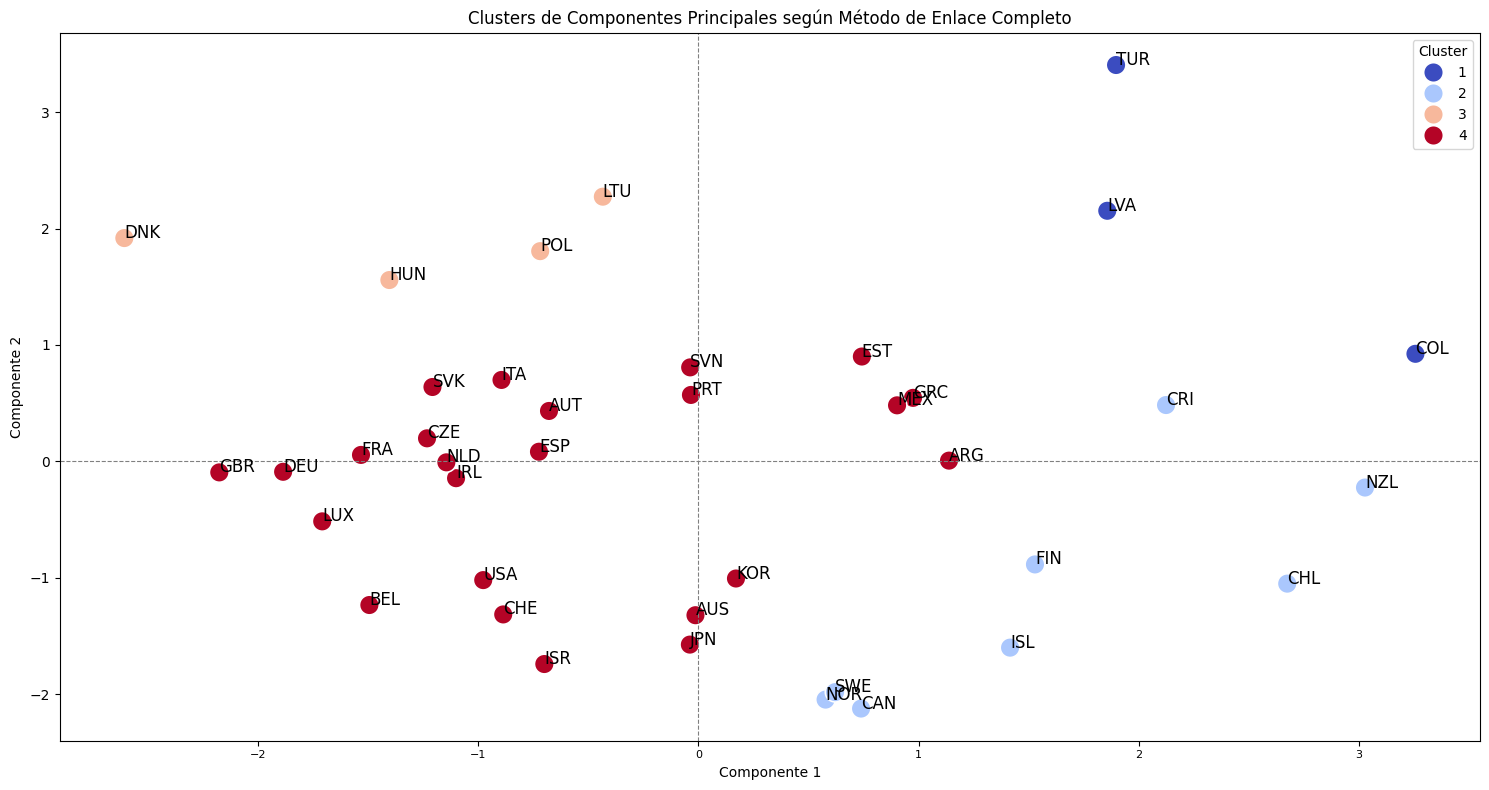 Clusters de Componentes Principales según Método de Enlace Completo
Cluster
1
2
3
4
TUR
LTU
LVA
DNK
POL
HUN
SVN
EST
COL
SVK
ITA
PRT
GRC
MEX
CRI
AUT
CZE
FRA
NLD
ESP
ARG
GBR
DEU
IRL
NZL
LUX
USA
KOR
FIN
CHL
BEL
CHE
AUS
JPN
ISR
ISL
SWE
NOR
CAN
3
2
1
0
−1
−2
Componente 2
−2
−1
0
1
2
3
Componente 1